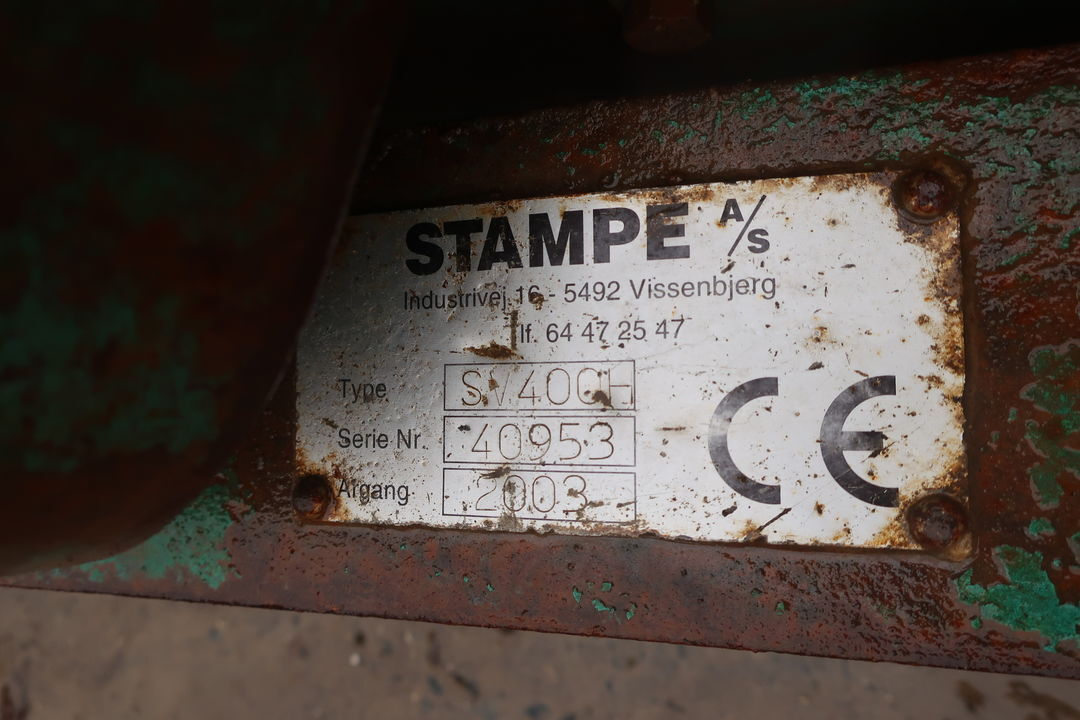 STAMPE A/S
Industrivej 16 - 5492 Vissenbjerg
Tlf. 64 47 25 47
Type SV400H
Serie Nr. 40953
Årgang 2003
CE